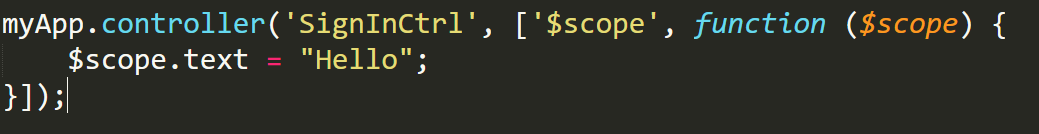 myApp.controller('SignInCtrl', ['$scope', function ($scope) {
    $scope.text = "Hello";
}]);